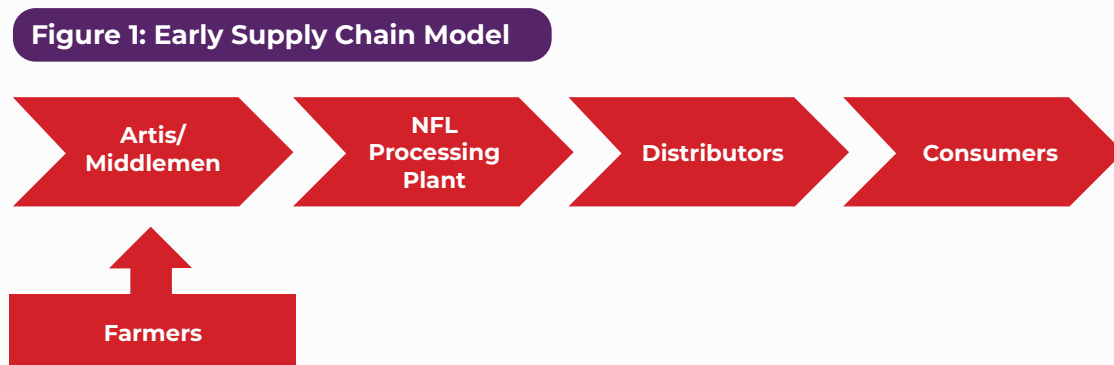 Figure 1: Early Supply Chain Model
Artis/
Middlemen
NFL
Processing
Plant
Distributors
Consumers
Farmers